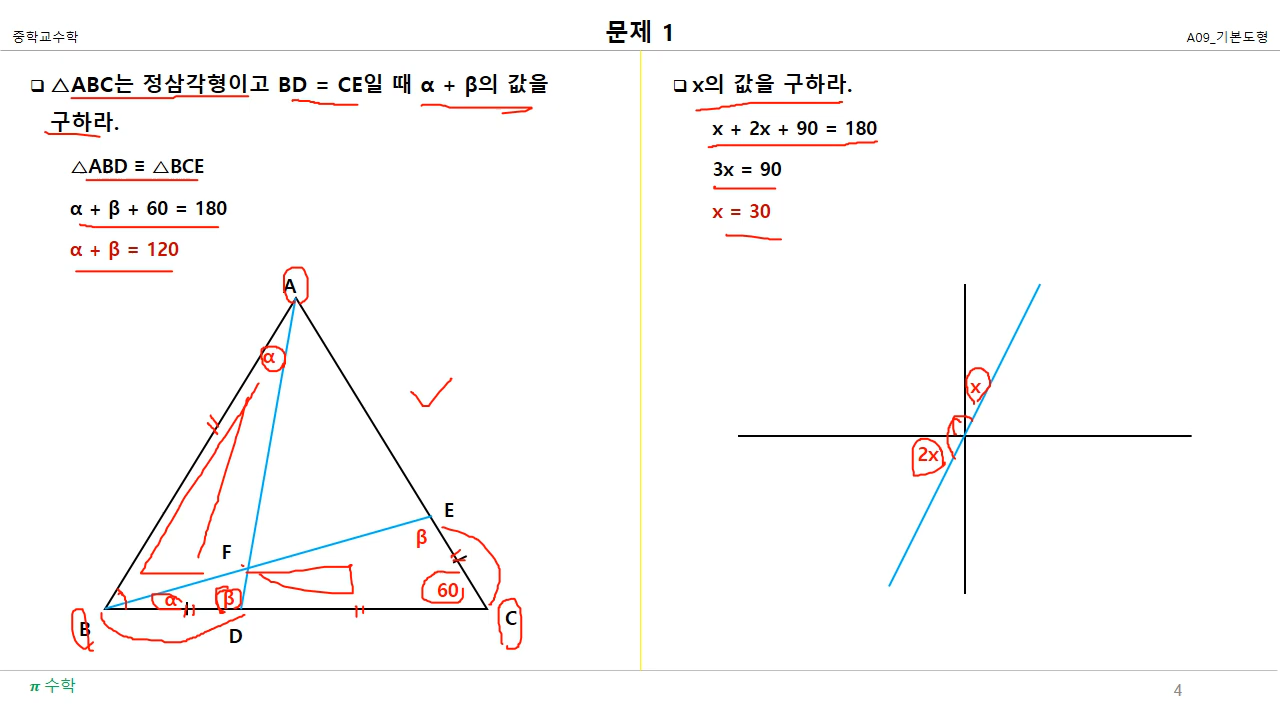 중학교수학
문제 1
A09_기본도형
❑ △ABC는 정삼각형이고 BD = CE일 때 α + β의 값을
구하라.
△ABD ≡ △BCE
α + β + 60 = 180
α + β = 120
A
α
E
β
F
60
α
β
B
D
C
❑ x의 값을 구하라.
x + 2x + 90 = 180
3x = 90
x = 30
x
2x
π 수학
4